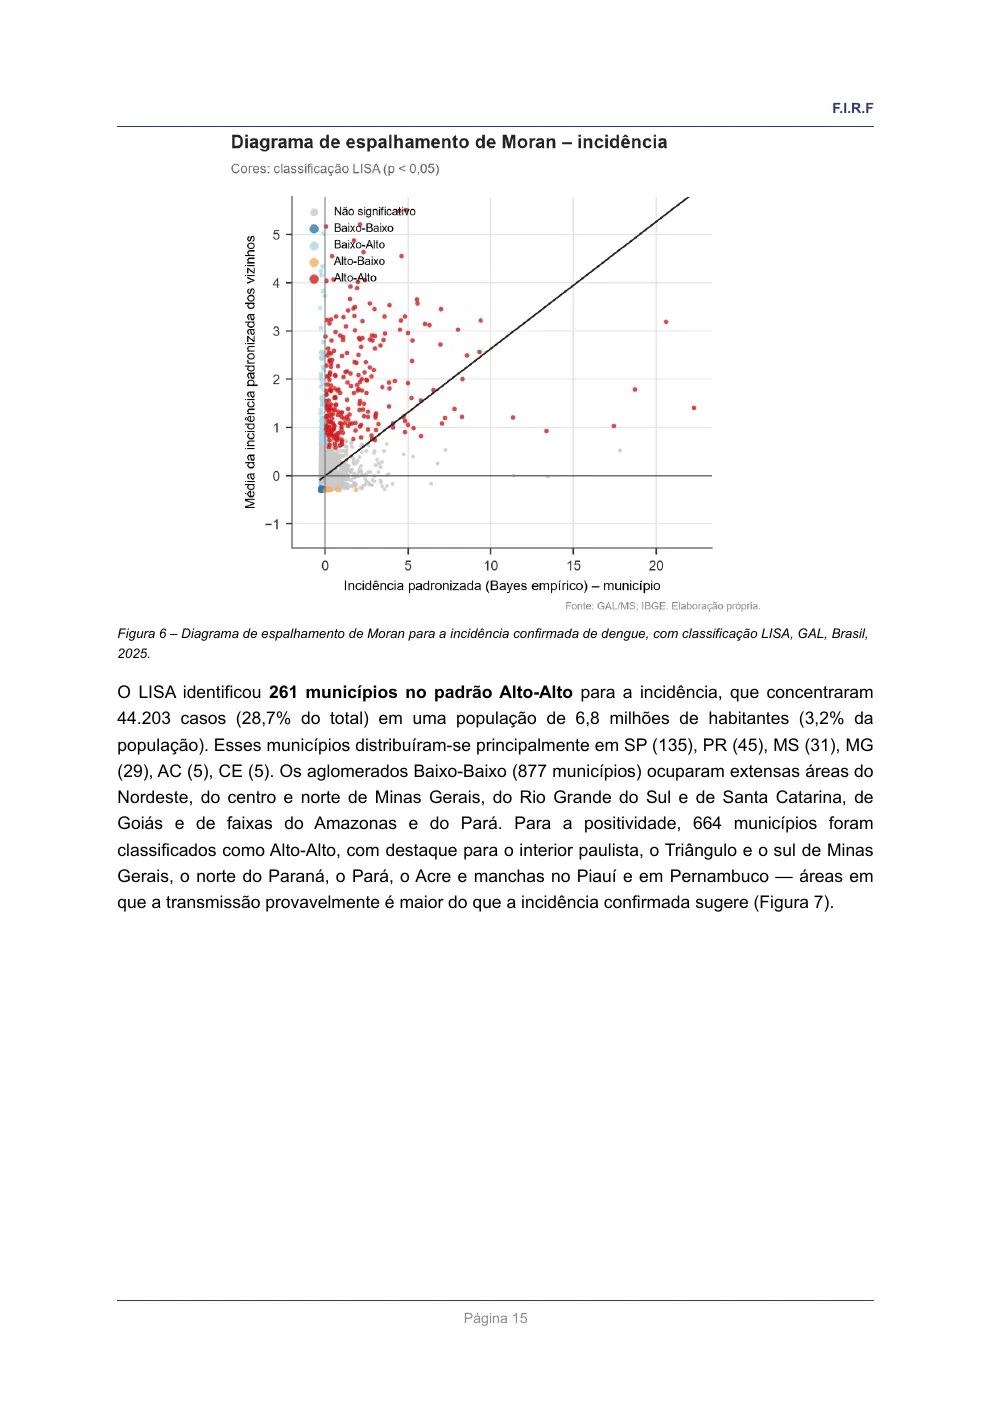 F.I.R.F
Diagrama de espalhamento de Moran – incidência
Cores: classificação LISA (p < 0,05)
Não significativo
Baixo-Baixo
Baixo-Alto
Alto-Baixo
Alto-Alto
Média da incidência padronizada dos vizinhos
5
4
3
2
1
0
−1
0 5 10 15 20
Incidência padronizada (Bayes empírico) – município
Fonte: GAL/MS; IBGE. Elaboração própria.
Figura 6 – Diagrama de espalhamento de Moran para a incidência confirmada de dengue, com classificação LISA, GAL, Brasil,
2025.
O LISA identificou 261 municípios no padrão Alto-Alto para a incidência, que concentraram
44.203 casos (28,7% do total) em uma população de 6,8 milhões de habitantes (3,2% da
população). Esses municípios distribuíram-se principalmente em SP (135), PR (45), MS (31), MG
(29), AC (5), CE (5). Os aglomerados Baixo-Baixo (877 municípios) ocuparam extensas áreas do
Nordeste, do centro e norte de Minas Gerais, do Rio Grande do Sul e de Santa Catarina, de
Goiás e de faixas do Amazonas e do Pará. Para a positividade, 664 municípios foram
classificados como Alto-Alto, com destaque para o interior paulista, o Triângulo e o sul de Minas
Gerais, o norte do Paraná, o Pará, o Acre e manchas no Piauí e em Pernambuco — áreas em
que a transmissão provavelmente é maior do que a incidência confirmada sugere (Figura 7).
Página 15